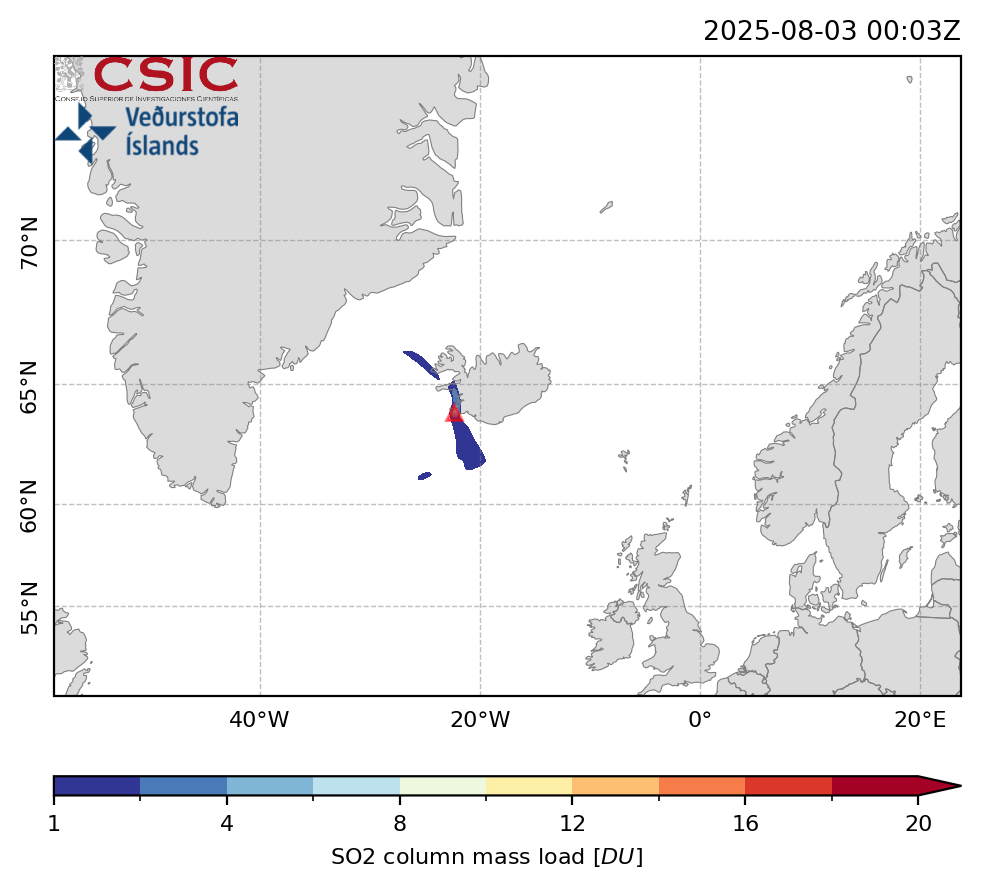 2025-08-03 00:03Z
CSIC
CONSEJO SUPERIOR DE INVESTIGACIONES CIENTÍFICAS
Veðurstofa
Íslands
70°N
65°N
60°N
55°N
40°W 20°W 0° 20°E
1 4 8 12 16 20
SO2 column mass load [DU]